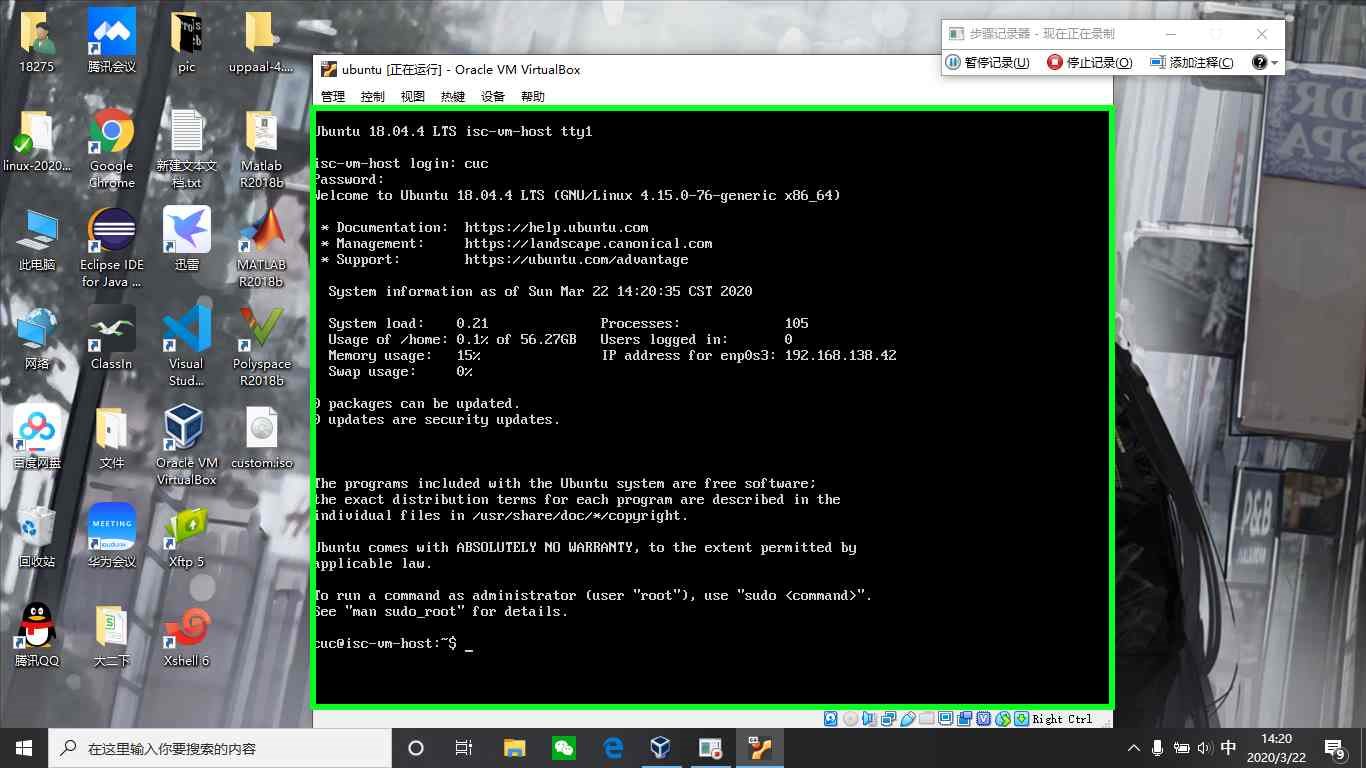 18275
腾讯会议
pic
uppaal-4....
linux-2020...
Google
Chrome
新建文本文
档.txt
Matlab
R2018b
此电脑
Eclipse IDE
for Java ...
迅雷
MATLAB
R2018b
网络
ClassIn
Visual
Stud...
Polyspace
R2018b
百度网盘
文件
Oracle VM
VirtualBox
custom.iso
回收站
MEETING
华为会议
Xftp 5
腾讯QQ
大二下
Xshell 6
步骤记录器 - 现在正在录制
暂停记录(U)
停止记录(O)
添加注释(C)
ubuntu [正在运行] - Oracle VM VirtualBox
管理 控制 视图 热键 设备 帮助
Ubuntu 18.04.4 LTS isc-vm-host tty1
isc-vm-host login: cuc
Password:
Welcome to Ubuntu 18.04.4 LTS (GNU/Linux 4.15.0-76-generic x86_64)
* Documentation:  https://help.ubuntu.com
* Management:     https://landscape.canonical.com
* Support:        https://ubuntu.com/advantage
System information as of Sun Mar 22 14:20:35 CST 2020
System load:    0.21              Processes:             105
Usage of /home: 0.1% of 56.27GB   Users logged in:       0
Memory usage:   15%               IP address for enp0s3: 192.168.138.42
Swap usage:     0%
0 packages can be updated.
0 updates are security updates.
The programs included with the Ubuntu system are free software;
the exact distribution terms for each program are described in the
individual files in /usr/share/doc/*/copyright.
Ubuntu comes with ABSOLUTELY NO WARRANTY, to the extent permitted by
applicable law.
To run a command as administrator (user "root"), use "sudo <command>".
See "man sudo_root" for details.
cuc@isc-vm-host:~$ _
Right Ctrl
P&B
在这里输入你要搜索的内容
中
14:20
2020/3/22
9